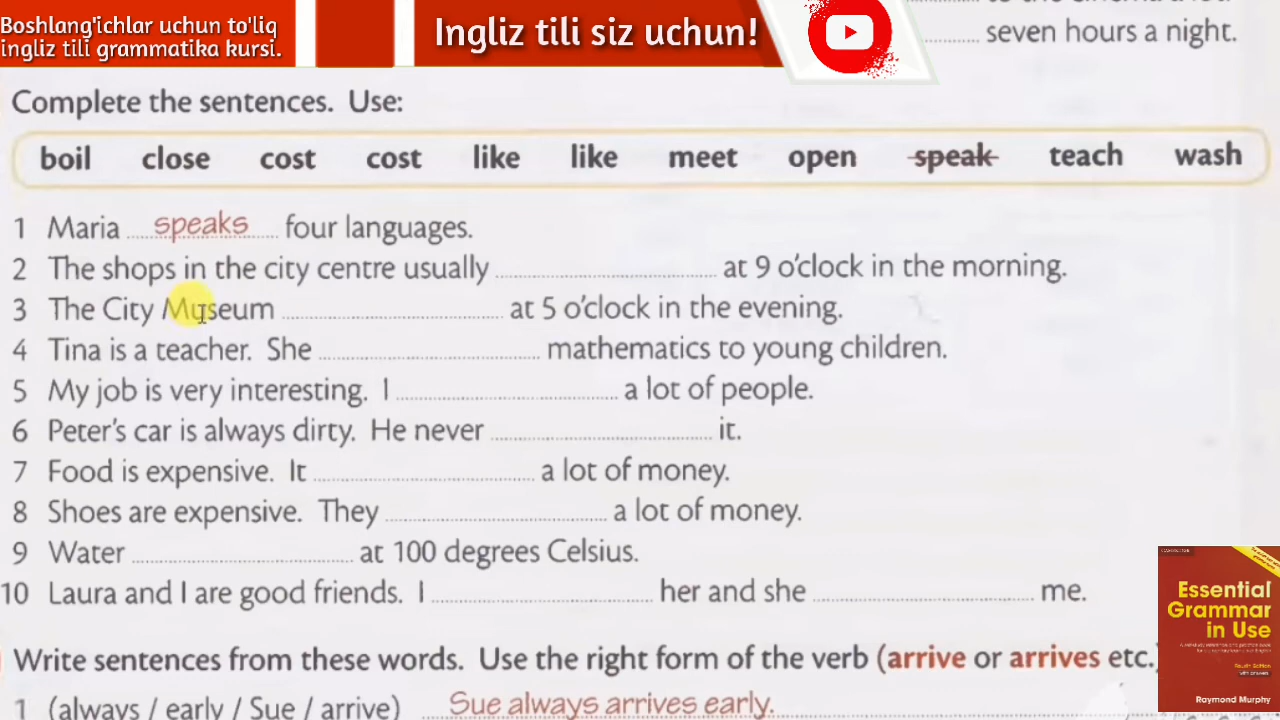 Boshlang'ichlar uchun to'liq
ingliz tili grammatika kursi.
Ingliz tili siz uchun!
seven hours a night.
Complete the sentences. Use:
boil close cost cost like like meet open speak teach wash
1 Maria speaks four languages.
2 The shops in the city centre usually ........................ at 9 o'clock in the morning.
3 The City Museum ........................ at 5 o'clock in the evening.
4 Tina is a teacher. She ........................ mathematics to young children.
5 My job is very interesting. I ........................ a lot of people.
6 Peter's car is always dirty. He never ........................ it.
7 Food is expensive. It ........................ a lot of money.
8 Shoes are expensive. They ........................ a lot of money.
9 Water ........................ at 100 degrees Celsius.
10 Laura and I are good friends. I ........................ her and she ........................ me.
Essential
Grammar
in Use
Fourth Edition
with answers
Raymond Murphy
Write sentences from these words. Use the right form of the verb (arrive or arrives etc.
1 (always / early / Sue / arrive) Sue always arrives early.